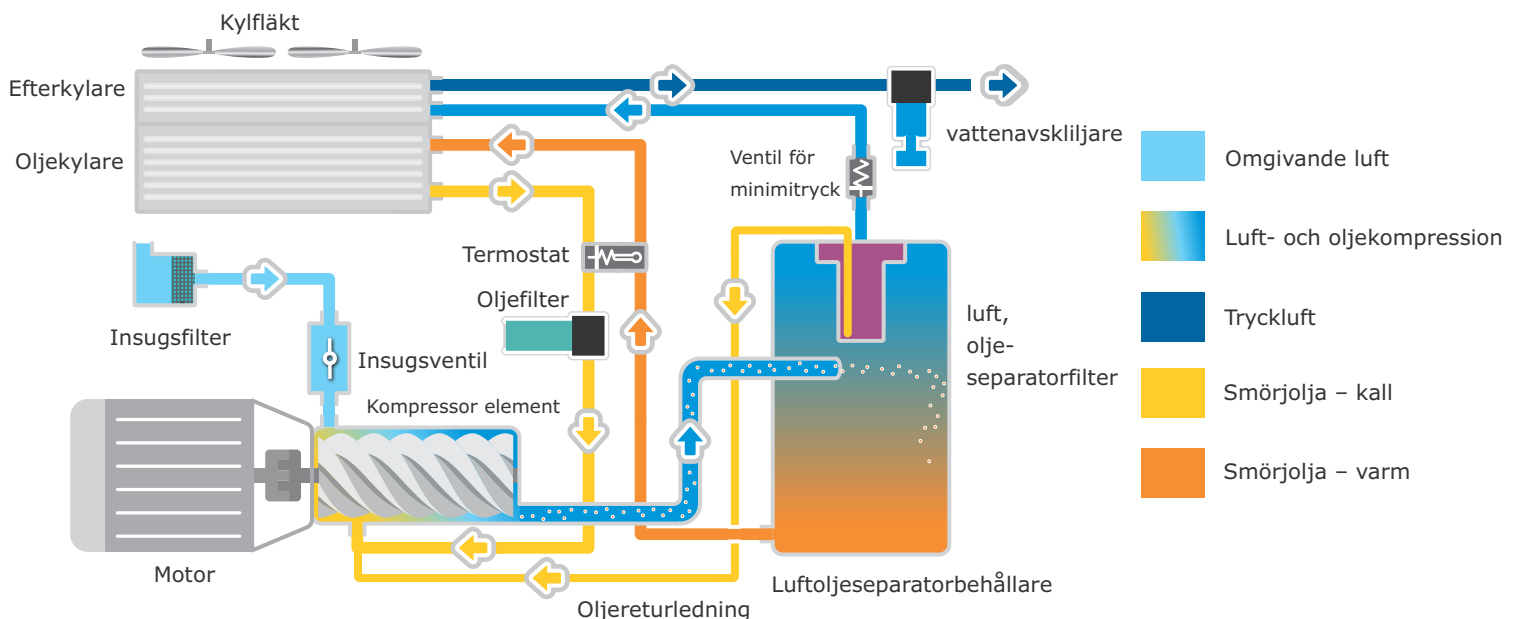 Kylfläkt
Efterkylare
Oljekylare
vattenavskliljare
Ventil för
minimitryck
Termostat
Oljefilter
Insugsfilter
Insugsventil
Kompressor element
luft,
olje-
separatorfilter
Motor
Luftoljeseparatorbehållare
Oljereturledning
Omgivande luft
Luft- och oljekompression
Tryckluft
Smörjolja – kall
Smörjolja – varm